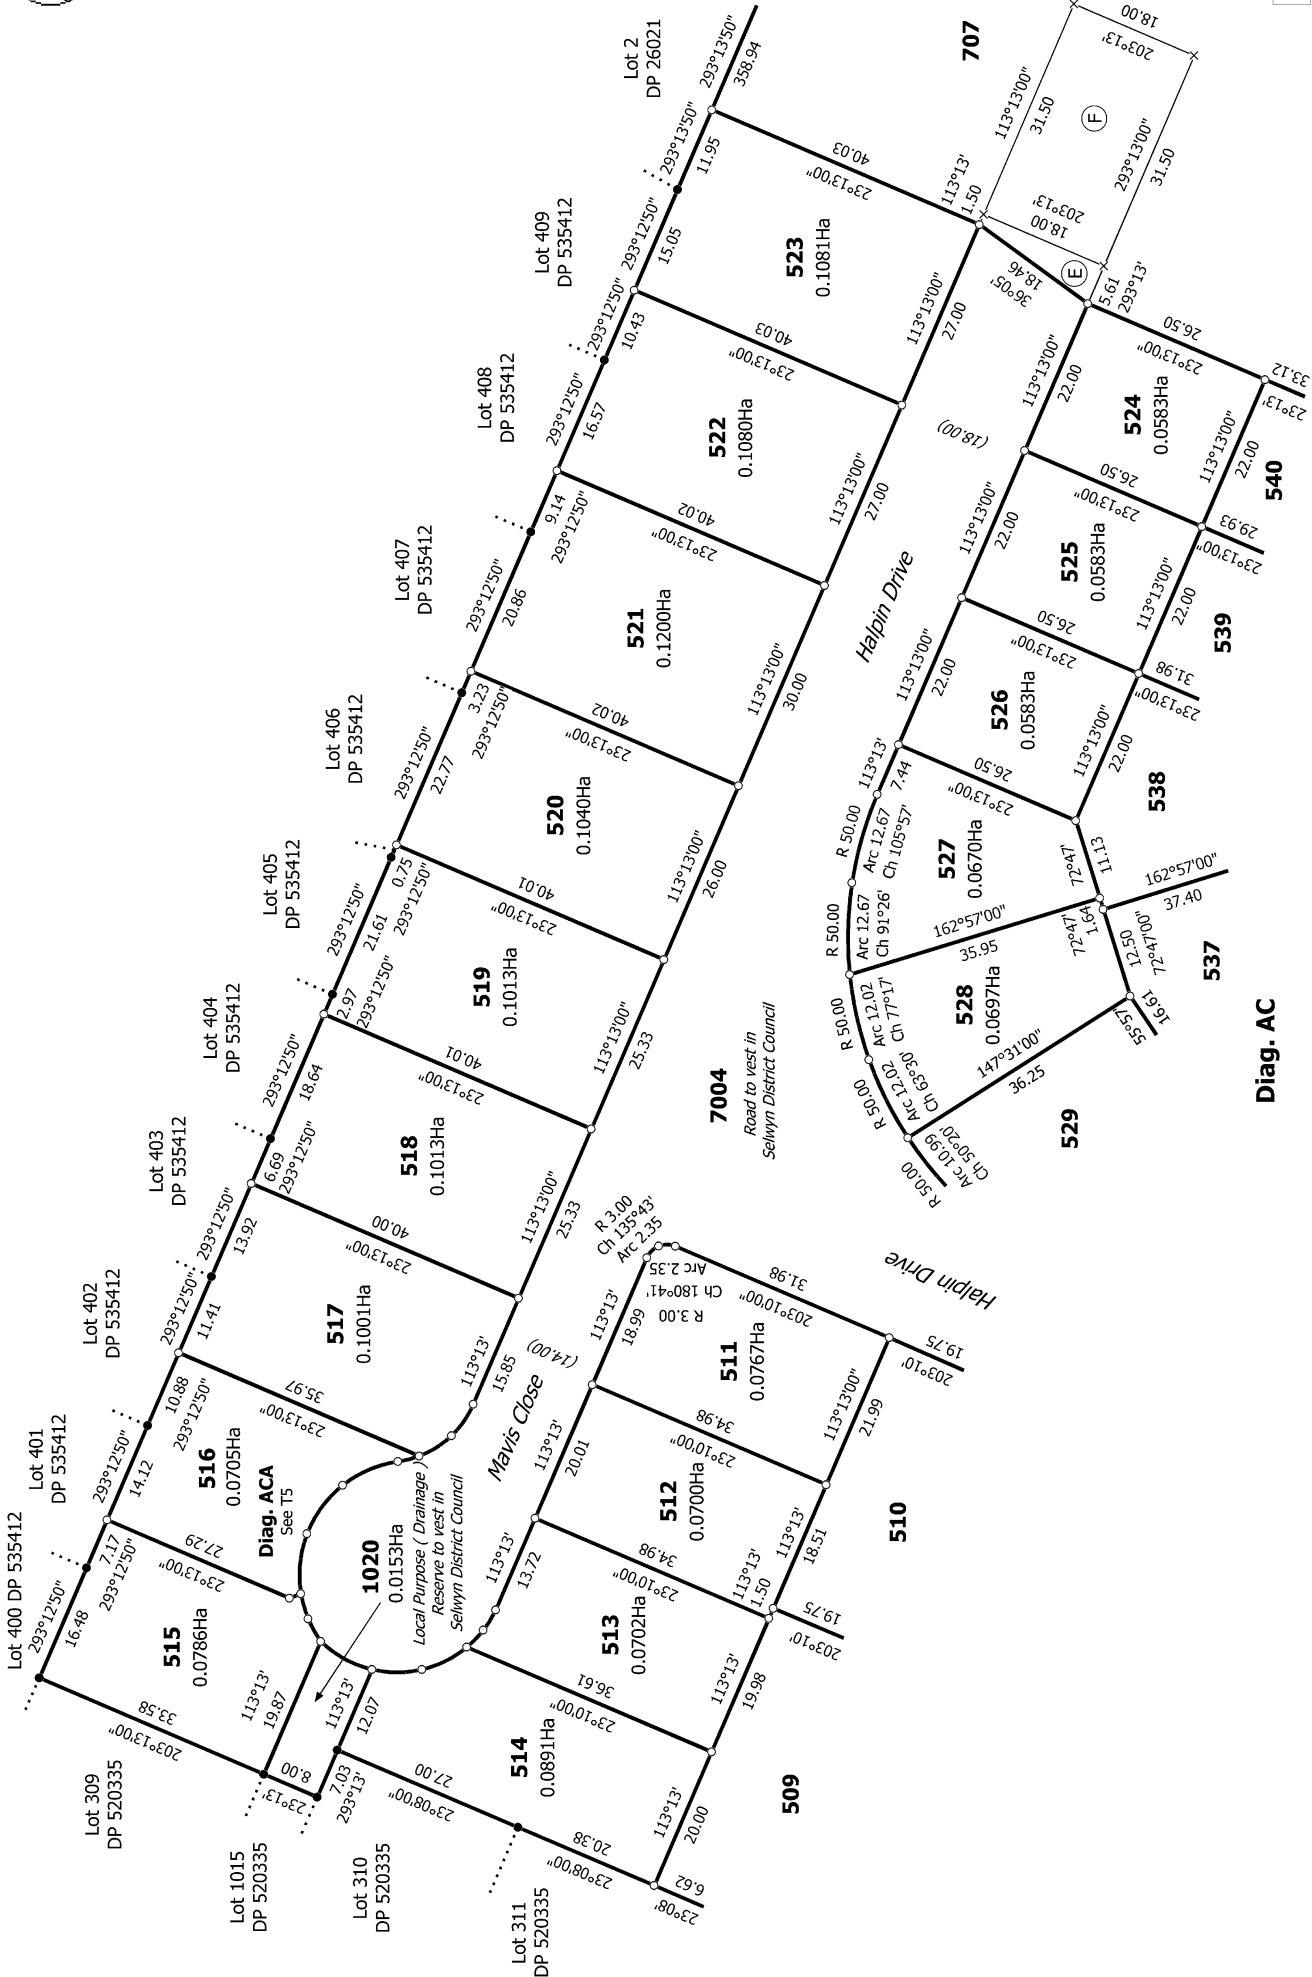 Lot 2
DP 26021
293°13'50"
358.94
293°13'50"
11.95
Lot 409
DP 535412
293°12'50"
15.05
293°12'50"
10.43
Lot 408
DP 535412
293°12'50"
16.57
9.14
293°12'50"
Lot 407
DP 535412
293°12'50"
20.86
3.23
293°12'50"
Lot 406
DP 535412
293°12'50"
22.77
0.75
293°12'50"
Lot 405
DP 535412
293°12'50"
21.61
2.97
293°12'50"
Lot 404
DP 535412
293°12'50"
18.64
6.69
293°12'50"
Lot 403
DP 535412
293°12'50"
13.92
Lot 402
DP 535412
293°12'50"
11.41
10.88
293°12'50"
Lot 401
DP 535412
293°12'50"
14.12
7.17
293°12'50"
Lot 400 DP 535412
293°12'50"
16.48
707
18.00
203°13'
113°13'00"
31.50
F
293°13'00"
31.50
203°13'
18.00
113°13'
1.50
E
5.61
293°13'
36°05'
18.46
40.03
23°13'00"
523
0.1081Ha
113°13'00"
27.00
40.03
23°13'00"
522
0.1080Ha
113°13'00"
27.00
40.02
23°13'00"
521
0.1200Ha
113°13'00"
30.00
40.02
23°13'00"
520
0.1040Ha
113°13'00"
26.00
40.01
23°13'00"
519
0.1013Ha
113°13'00"
25.33
40.01
23°13'00"
518
0.1013Ha
113°13'00"
25.33
40.00
23°13'00"
517
0.1001Ha
113°13'
15.85
35.97
23°13'00"
516
0.0705Ha
Diag. ACA
See T5
27.29
23°13'00"
515
0.0786Ha
33.58
203°13'00"
113°13'
19.87
Lot 309
DP 520335
8.00
23°13'
Lot 1015
DP 520335
1020
0.0153Ha
Local Purpose ( Drainage )
Reserve to vest in
Selwyn District Council
113°13'
12.07
7.03
293°13'
Lot 310
DP 520335
27.00
23°08'00"
514
0.0891Ha
20.38
23°08'00"
Lot 311
DP 520335
6.62
23°08'
113°13'
20.00
509
36.61
23°10'00"
513
0.0702Ha
113°13'
19.98
113°13'
1.50
19.75
203°10'
113°13'
13.72
34.98
23°10'00"
512
0.0700Ha
113°13'
20.01
113°13'
18.51
510
34.98
23°10'00"
511
0.0767Ha
113°13'
18.99
113°13'00"
21.99
31.98
203°10'00"
19.75
203°10'
R 3.00
Ch 135°43'
Arc 2.35
R 3.00
Ch 180°41'
Arc 2.35
Mavis Close
(14.00)
Halpin Drive
7004
Road to vest in
Selwyn District Council
Halpin Drive
(18.00)
113°13'00"
22.00
26.50
23°13'00"
524
0.0583Ha
113°13'00"
22.00
33.12
23°13'
540
113°13'00"
22.00
26.50
23°13'00"
525
0.0583Ha
113°13'00"
22.00
29.93
23°13'00"
539
113°13'00"
22.00
26.50
23°13'00"
526
0.0583Ha
113°13'00"
22.00
31.98
23°13'00"
538
113°13'
7.44
26.50
23°13'00"
R 50.00
Arc 12.67
Ch 105°57'
527
0.0670Ha
72°47'
11.13
R 50.00
Arc 12.67
Ch 91°26'
162°57'00"
35.95
72°47'
1.64
162°57'00"
37.40
R 50.00
Arc 12.02
Ch 77°17'
528
0.0697Ha
12.50
72°47'00"
537
R 50.00
Arc 12.02
Ch 63°30'
147°31'00"
36.25
55°57'
16.61
R 50.00
Arc 10.99
Ch 50°20'
529
Diag. AC